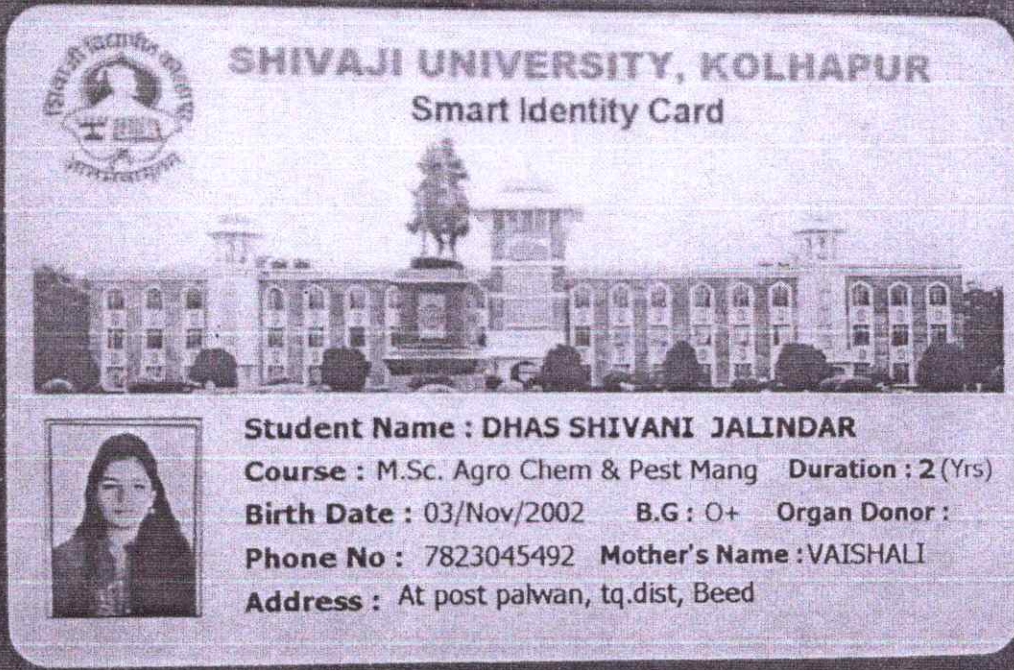 शिवाजी विद्यापीठ कोल्हापूर
SHIVAJI UNIVERSITY, KOLHAPUR
Smart Identity Card
Student Name : DHAS SHIVANI JALINDAR
Course : M.Sc. Agro Chem & Pest Mang Duration : 2 (Yrs)
Birth Date : 03/Nov/2002 B.G : O+ Organ Donor :
Phone No : 7823045492 Mother's Name : VAISHALI
Address : At post palwan, tq.dist, Beed